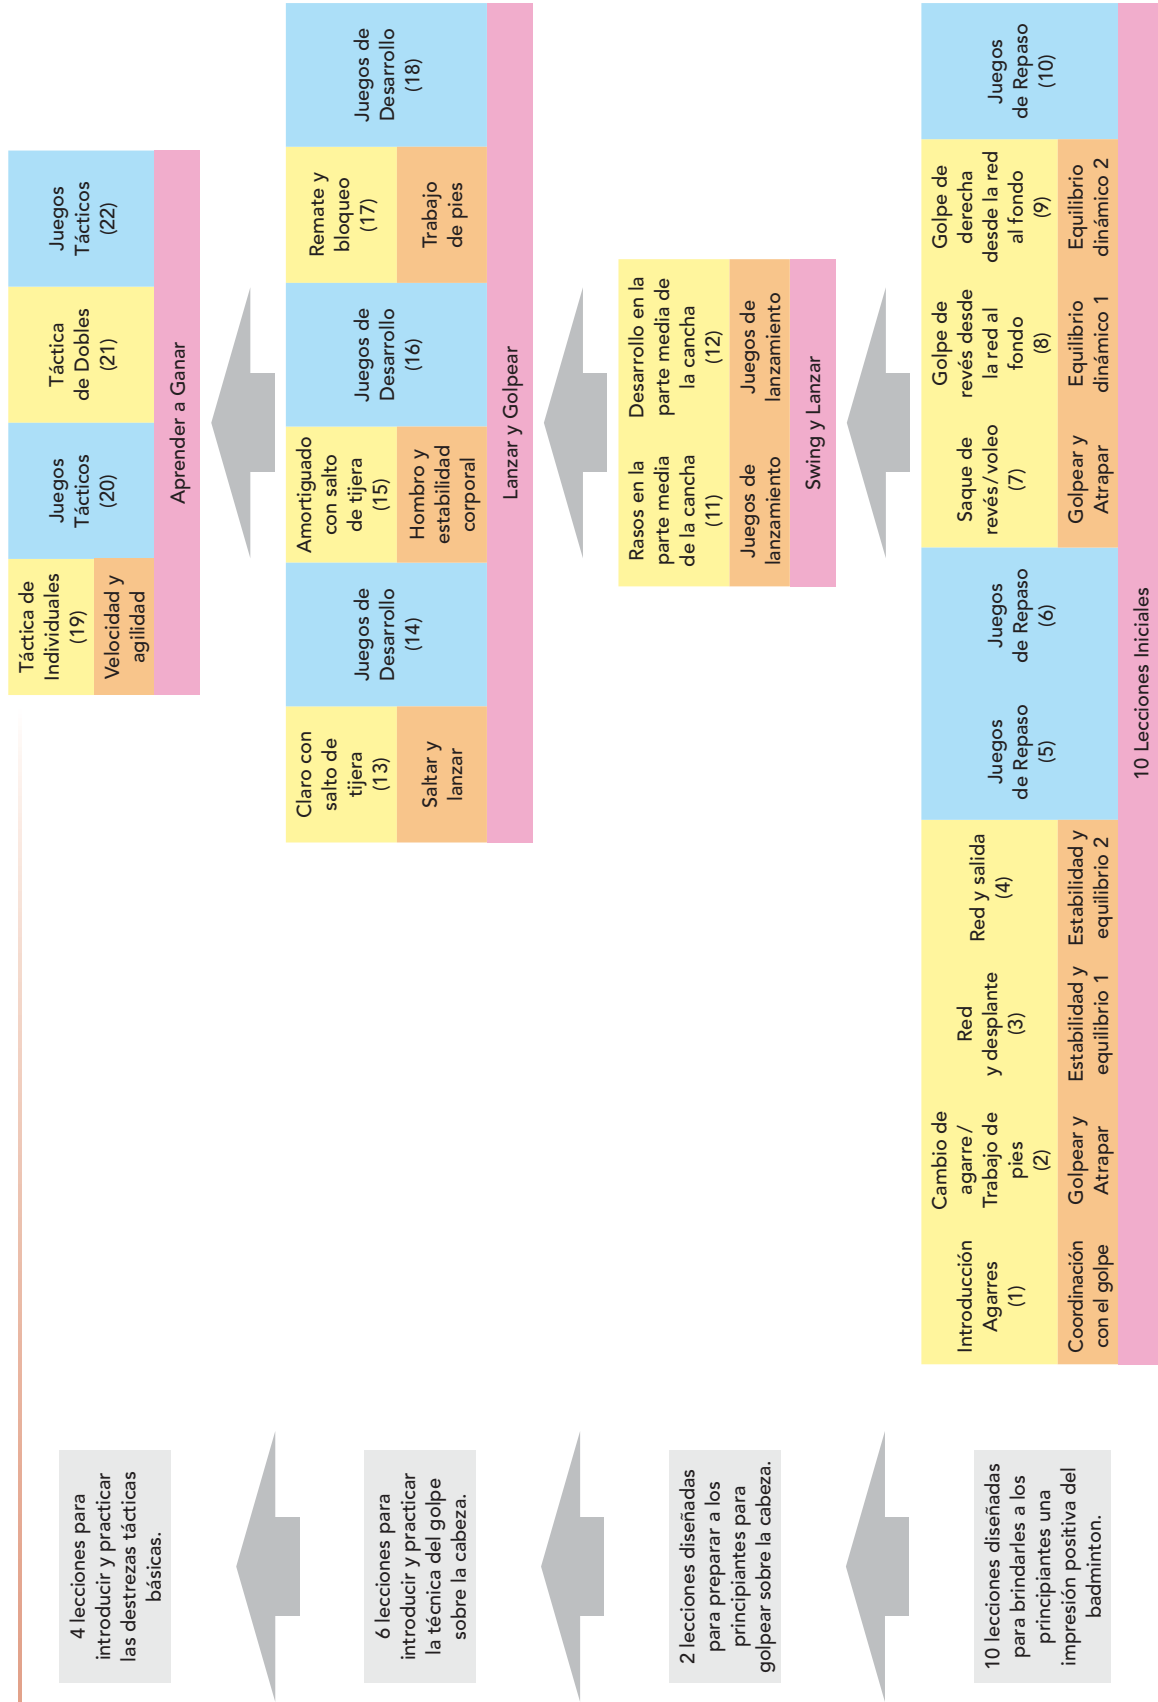 4 lecciones para
introducir y practicar
las destrezas tácticas
básicas.
Táctica de
Individuales
(19)
Velocidad y
agilidad
Juegos
Tácticos
(20)
Táctica
de Dobles
(21)
Juegos
Tácticos
(22)
Aprender a Ganar
6 lecciones para
introducir y practicar
la técnica del golpe
sobre la cabeza.
Claro con
salto de
tijera
(13)
Saltar y
lanzar
Juegos de
Desarrollo
(14)
Amortiguado
con salto
de tijera
(15)
Hombro y
estabilidad
corporal
Juegos de
Desarrollo
(16)
Remate y
bloqueo
(17)
Trabajo
de pies
Juegos de
Desarrollo
(18)
Lanzar y Golpear
2 lecciones diseñadas
para preparar a los
principiantes para
golpear sobre la cabeza.
Rasos en la
parte media
de la cancha
(11)
Juegos de
lanzamiento
Desarrollo en la
parte media de
la cancha
(12)
Juegos de
lanzamiento
Swing y Lanzar
10 lecciones diseñadas
para brindarles a los
principiantes una
impresión positiva del
badminton.
Introducción
Agarres
(1)
Coordinación
con el golpe
Cambio de
agarre/
Trabajo de
pies
(2)
Golpear y
Atrapar
Red
y desplante
(3)
Estabilidad y
equilibrio 1
Red y salida
(4)
Estabilidad y
equilibrio 2
Juegos
de Repaso
(5)
Juegos
de Repaso
(6)
Saque de
revés/voleo
(7)
Golpear y
Atrapar
Golpe de
revés desde
la red al
fondo
(8)
Equilibrio
dinámico 1
Golpe de
derecha
desde la red
al fondo
(9)
Equilibrio
dinámico 2
Juegos
de Repaso
(10)
10 Lecciones Iniciales